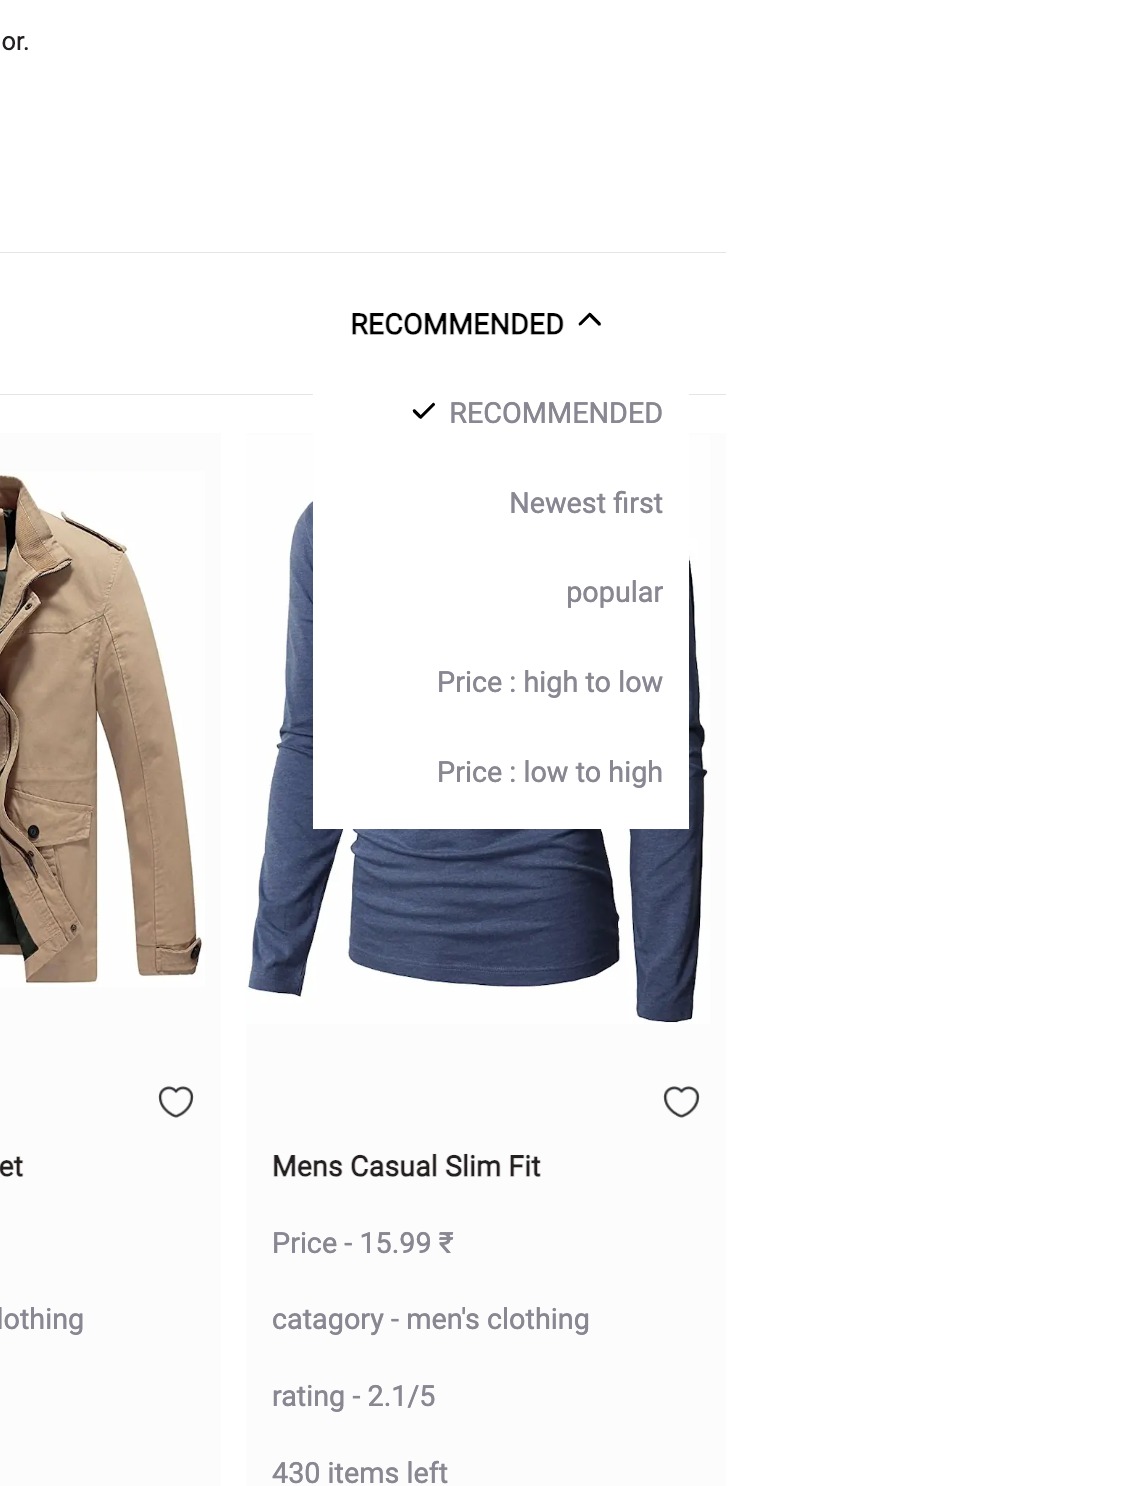 or.
RECOMMENDED
RECOMMENDED
Newest first
popular
Price : high to low
Price : low to high
et
Mens Casual Slim Fit
Price - 15.99 ₹
lothing
catagory - men's clothing
rating - 2.1/5
430 items left